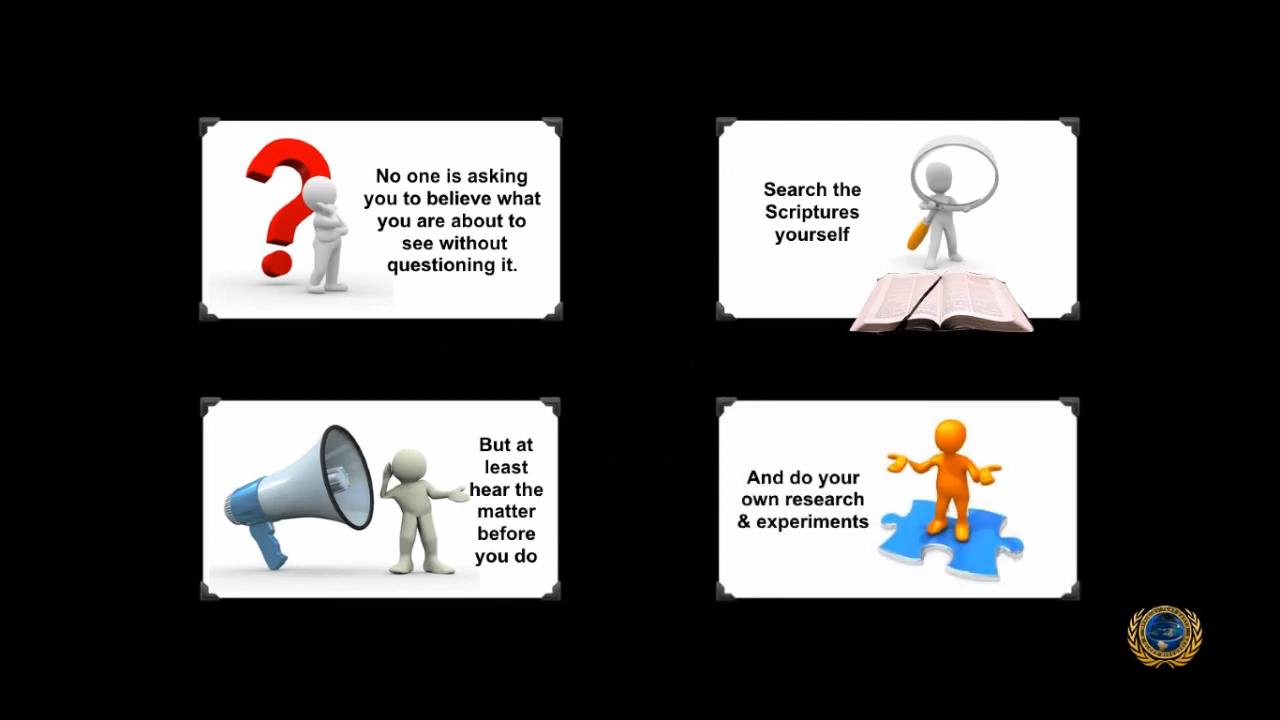 No one is asking
you to believe what
you are about to
see without
questioning it.
Search the
Scriptures
yourself
But at
least
hear the
matter
before
you do
And do your
own research
& experiments